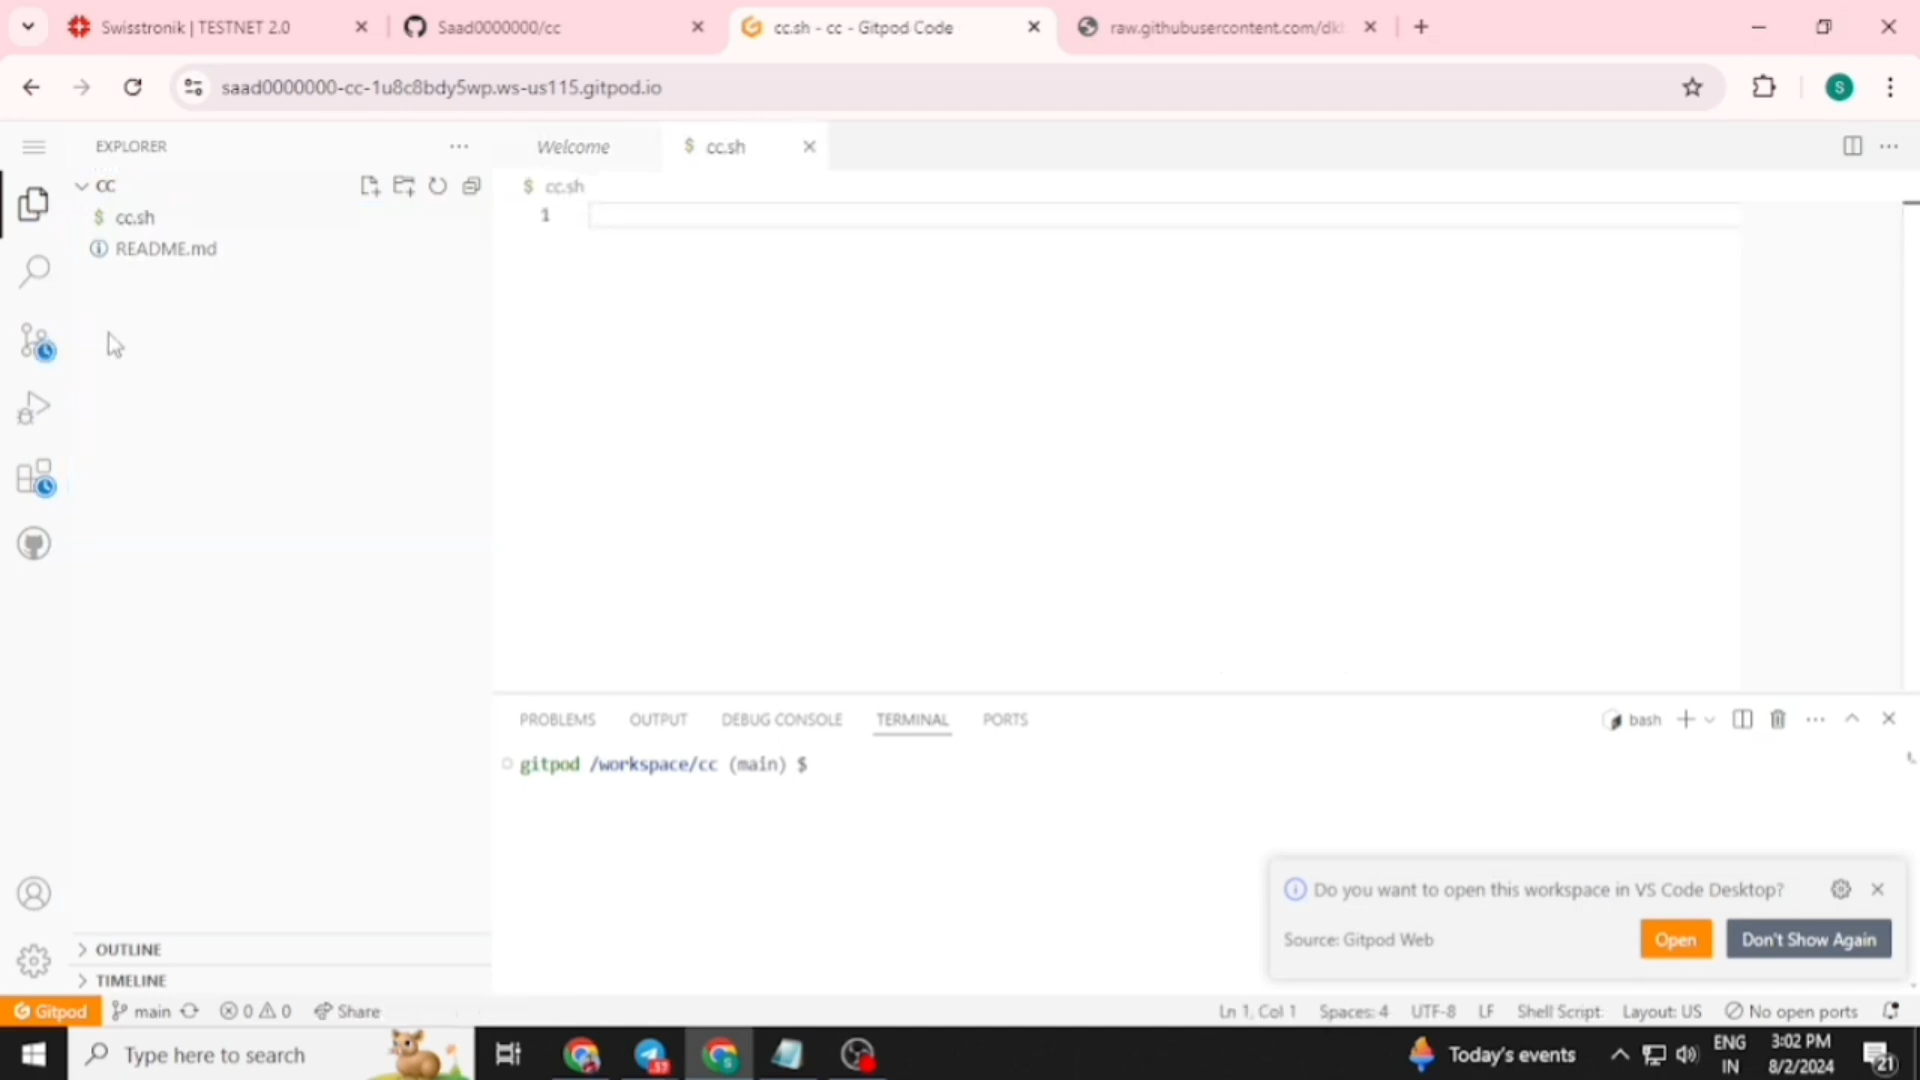 Swisstronik | TESTNET 2.0
Saad0000000/cc
cc.sh - cc - Gitpod Code
raw.githubusercontent.com/dkl
saad0000000-cc-1u8c8bdy5wp.ws-us115.gitpod.io
S
EXPLORER
CC
$ cc.sh
README.md
Welcome
$ cc.sh
$ cc.sh
1
PROBLEMS OUTPUT DEBUG CONSOLE TERMINAL PORTS
bash
gitpod /workspace/cc (main) $
Do you want to open this workspace in VS Code Desktop?
Source: Gitpod Web
Open
Don't Show Again
OUTLINE
TIMELINE
Gitpod main 0 0 Share
Ln 1, Col 1 Spaces: 4 UTF-8 LF Shell Script Layout: US No open ports
Type here to search
Today's events
ENG
IN
3:02 PM
8/2/2024
21